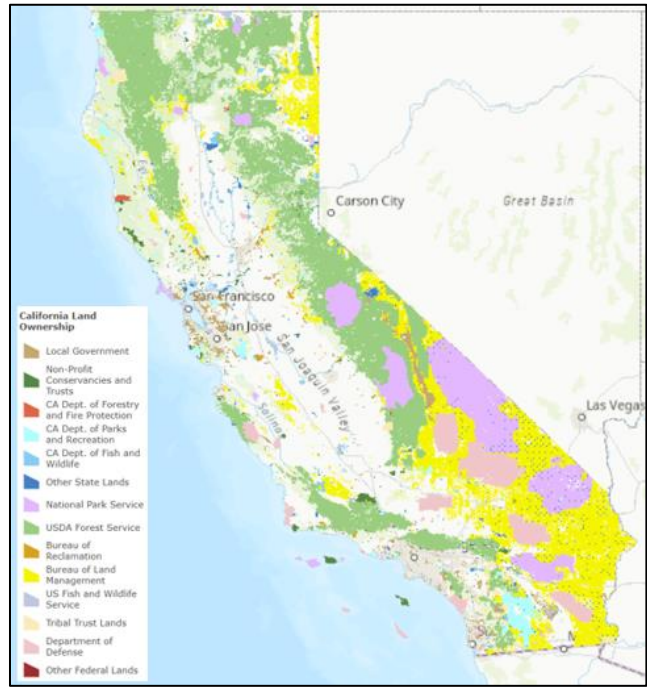 Carson City
Great Basin
San Francisco
San Jose
San Joaquin Valley
Las Vegas
California Land
Ownership
Local Government
Non-Profit
Conservancies and
Trusts
CA Dept. of Forestry
and Fire Protection
CA Dept. of Parks
and Recreation
CA Dept. of Fish and
Wildlife
Other State Lands
National Park Service
USDA Forest Service
Bureau of
Reclamation
Bureau of Land
Management
US Fish and Wildlife
Service
Tribal Trust Lands
Department of
Defense
Other Federal Lands